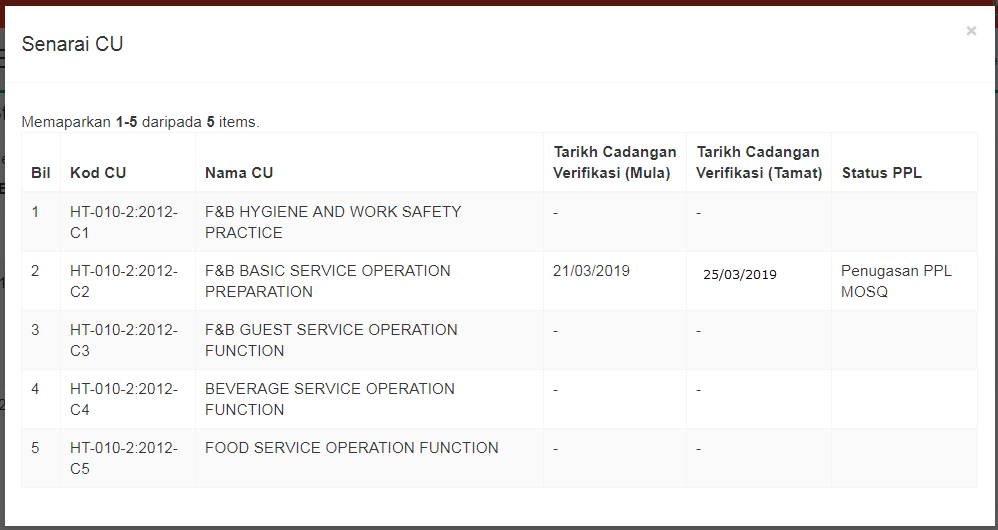 Senarai CU
×
Memaparkan 1-5 daripada 5 items.
Bil Kod CU Nama CU Tarikh Cadangan Verifikasi (Mula) Tarikh Cadangan Verifikasi (Tamat) Status PPL
1 HT-010-2:2012- F&B HYGIENE AND WORK SAFETY - -
C1 PRACTICE
2 HT-010-2:2012- F&B BASIC SERVICE OPERATION 21/03/2019 25/03/2019 Penugasan PPL
C2 PREPARATION MOSQ
3 HT-010-2:2012- F&B GUEST SERVICE OPERATION - -
C3 FUNCTION
4 HT-010-2:2012- BEVERAGE SERVICE OPERATION - -
C4 FUNCTION
5 HT-010-2:2012- FOOD SERVICE OPERATION FUNCTION - -
C5